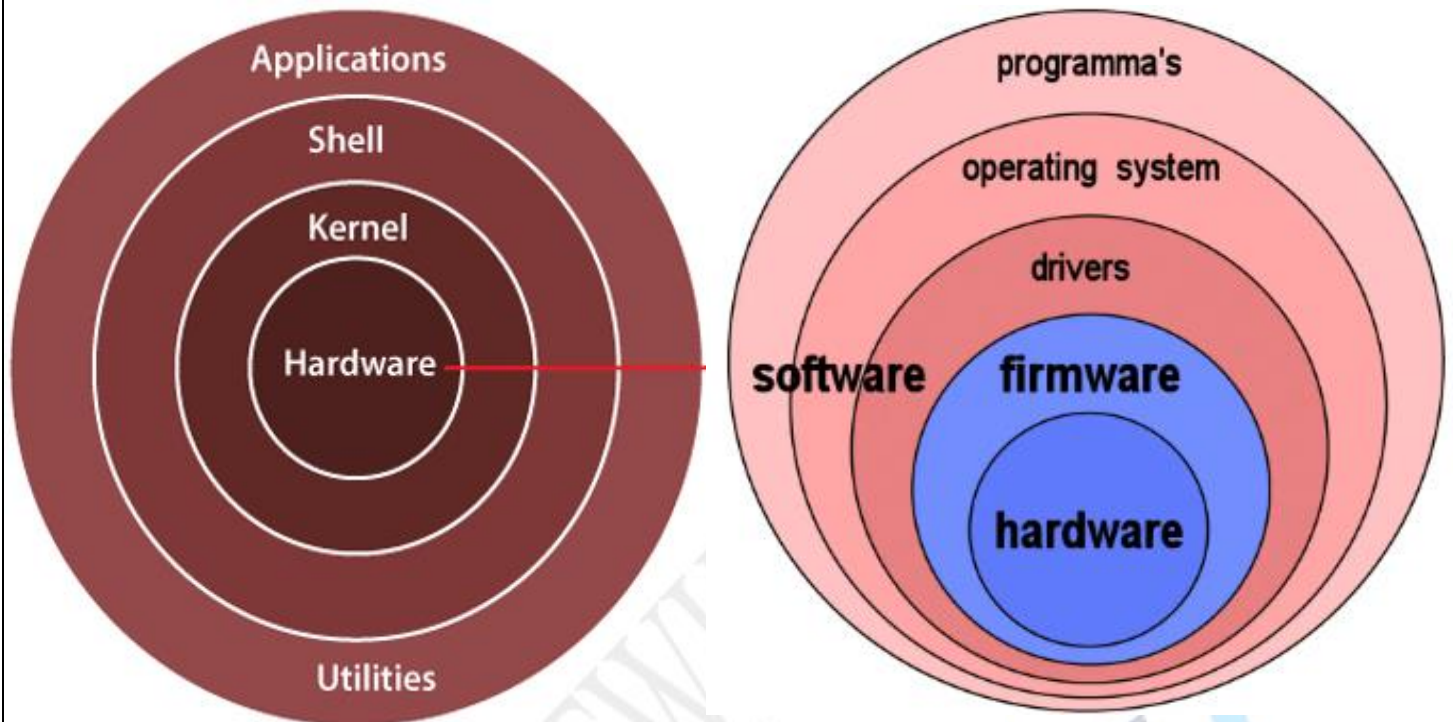 Applications
Shell
Kernel
Hardware
Utilities
programma's
operating system
drivers
software
firmware
hardware